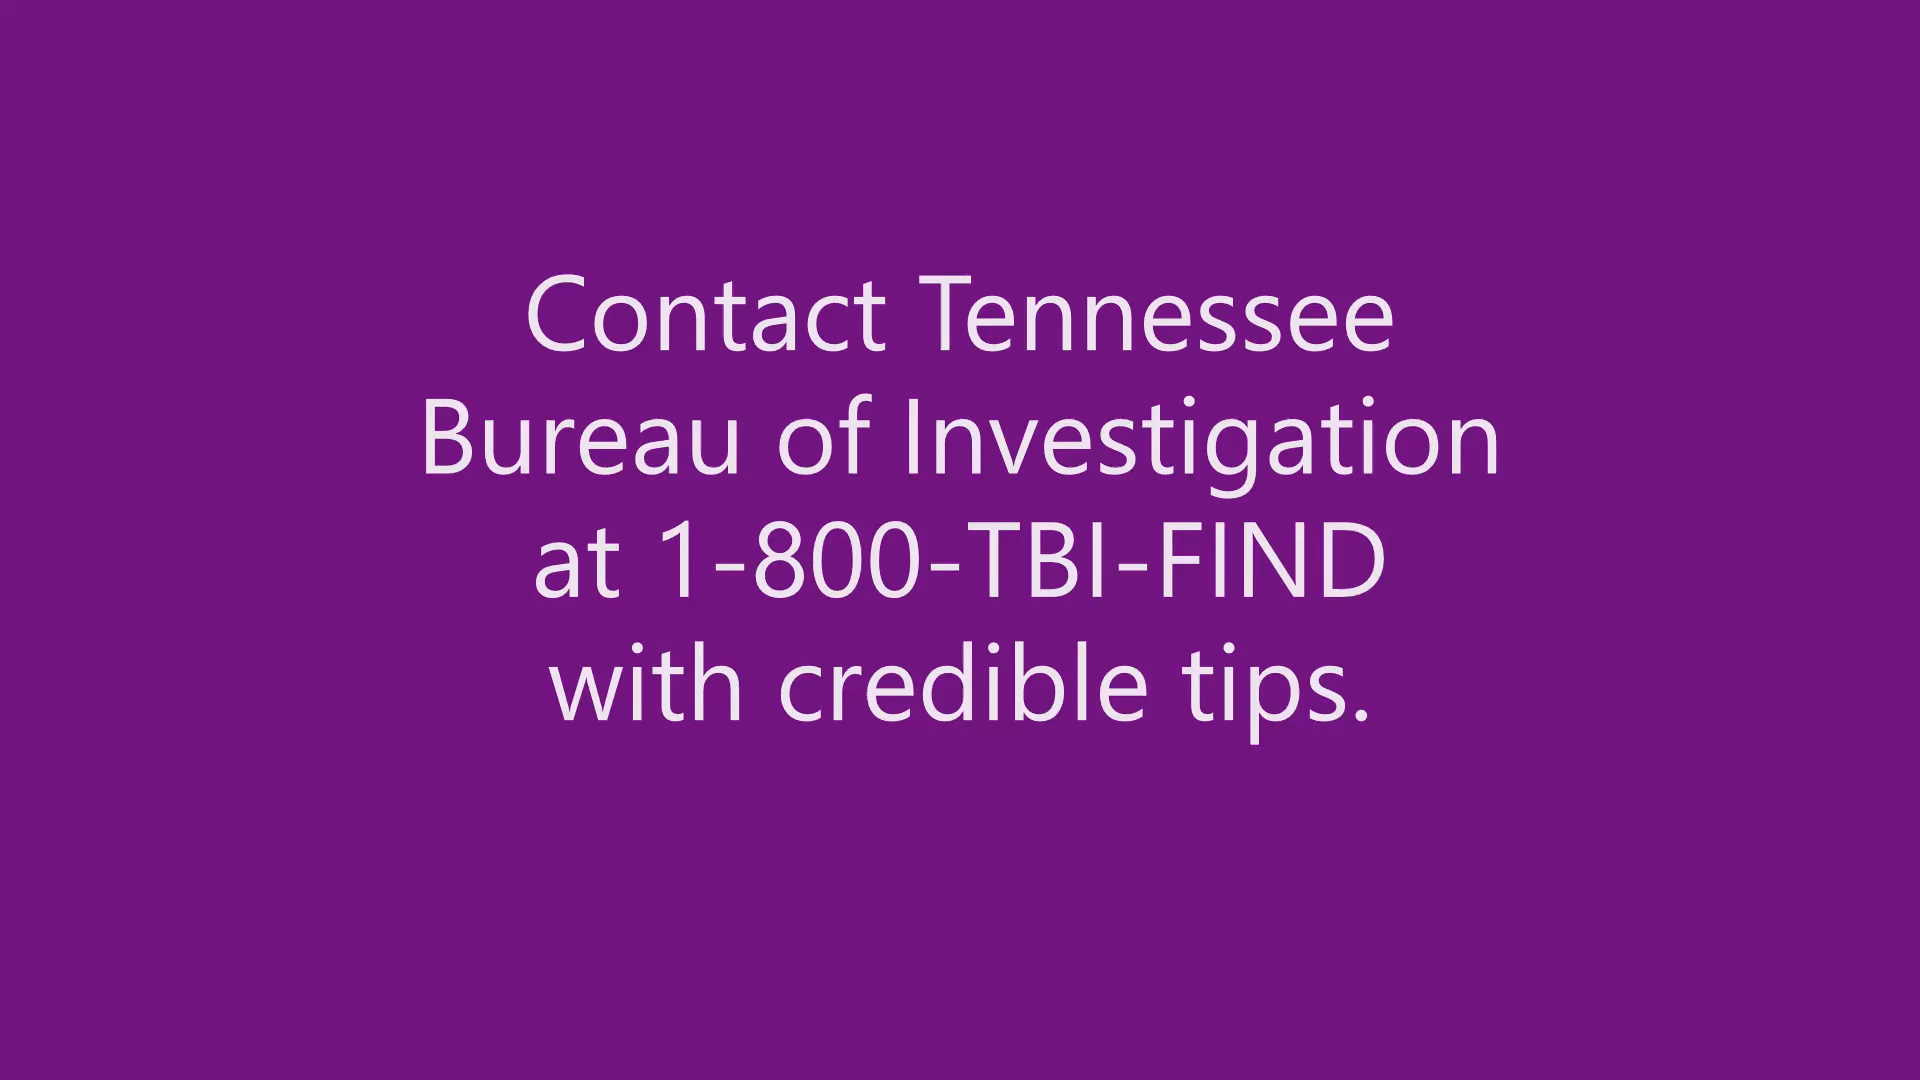 Contact Tennessee
Bureau of Investigation
at 1-800-TBI-FIND
with credible tips.